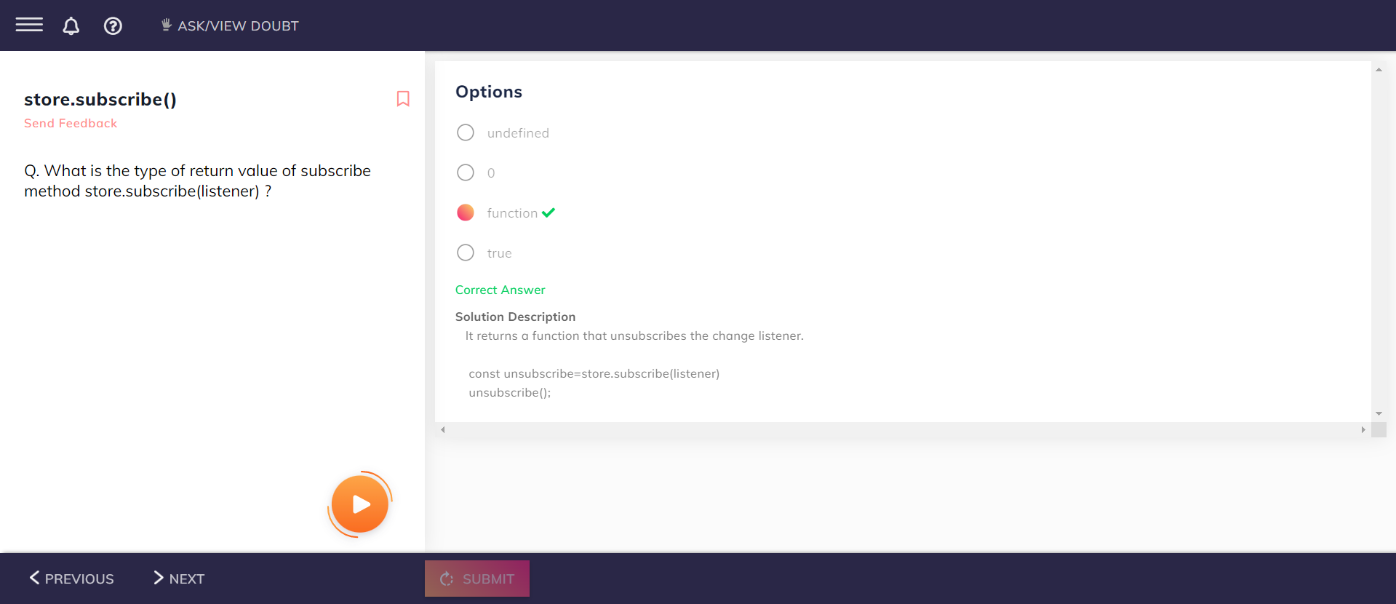 ASK/VIEW DOUBT
store.subscribe()
Send Feedback
Q. What is the type of return value of subscribe
method store.subscribe(listener) ?
Options
undefined
0
function
true
Correct Answer
Solution Description
It returns a function that unsubscribes the change listener.
const unsubscribe=store.subscribe(listener)
unsubscribe();
PREVIOUS
NEXT
SUBMIT